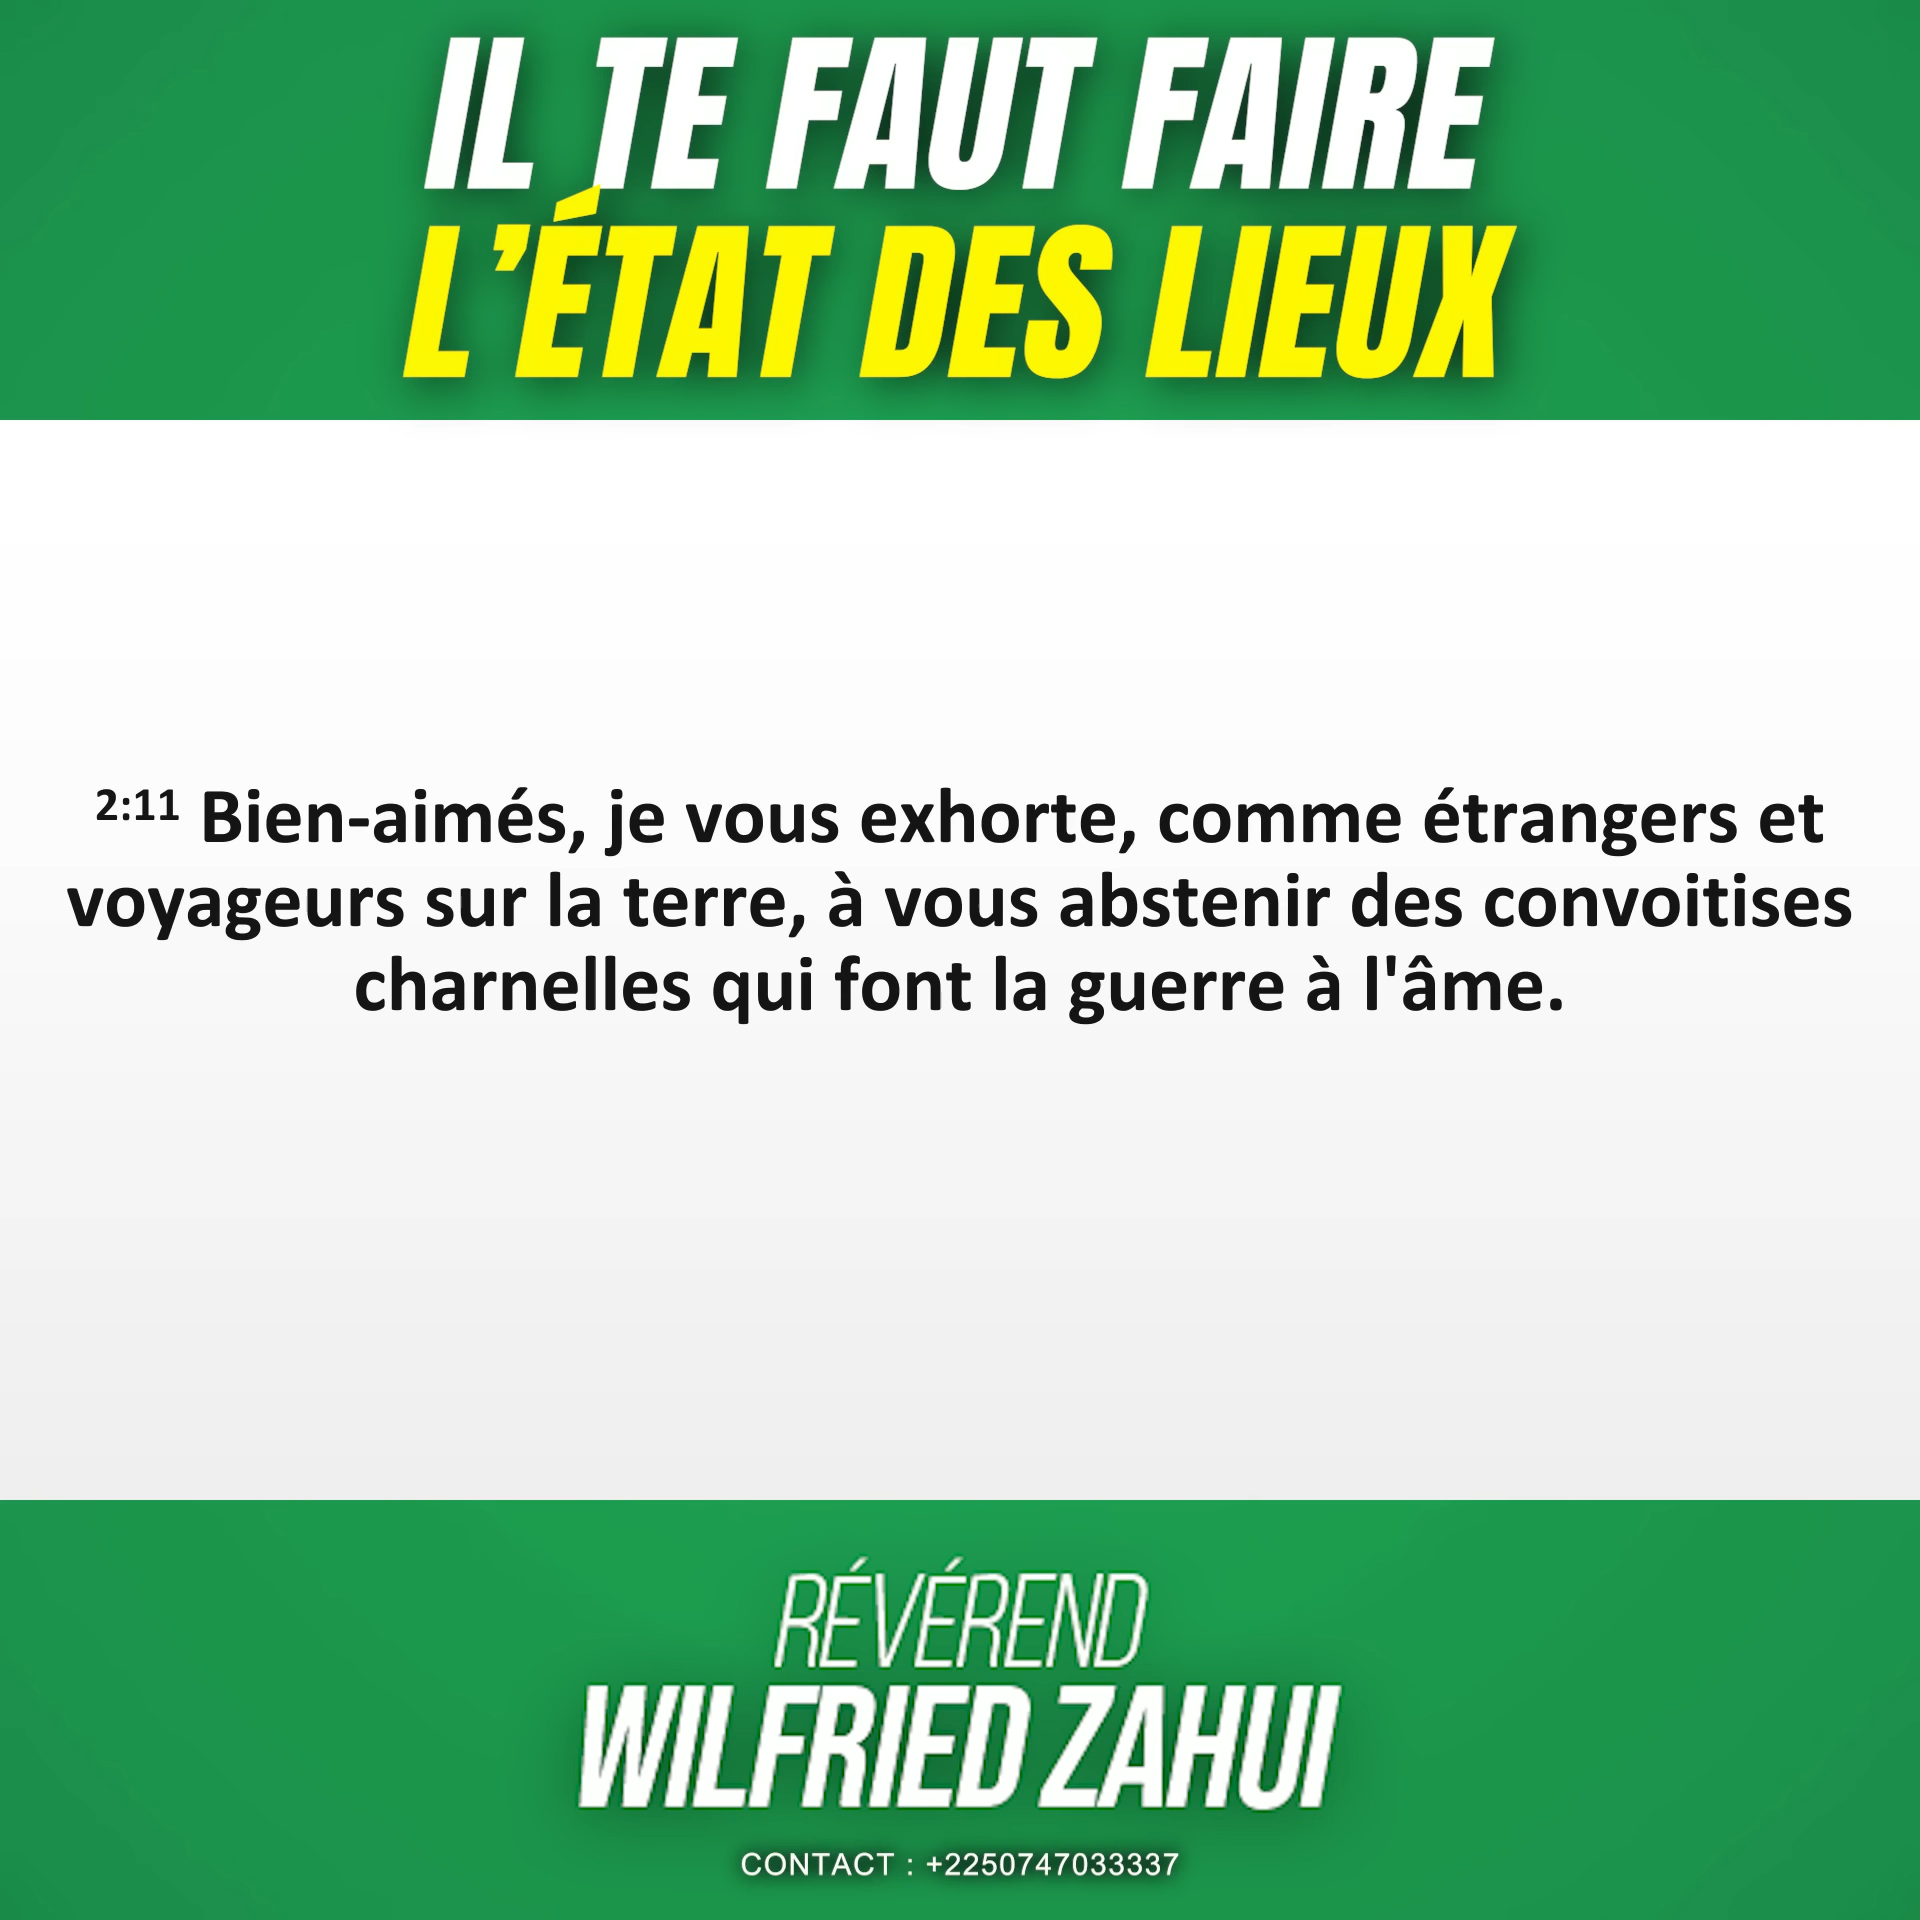 IL TE FAUT FAIRE
L’ÉTAT DES LIEUX
2:11 Bien-aimés, je vous exhorte, comme étrangers et
voyageurs sur la terre, à vous abstenir des convoitises
charnelles qui font la guerre à l'âme.
RÉVÉREND
WILFRIED ZAHUI
CONTACT : +2250747033337